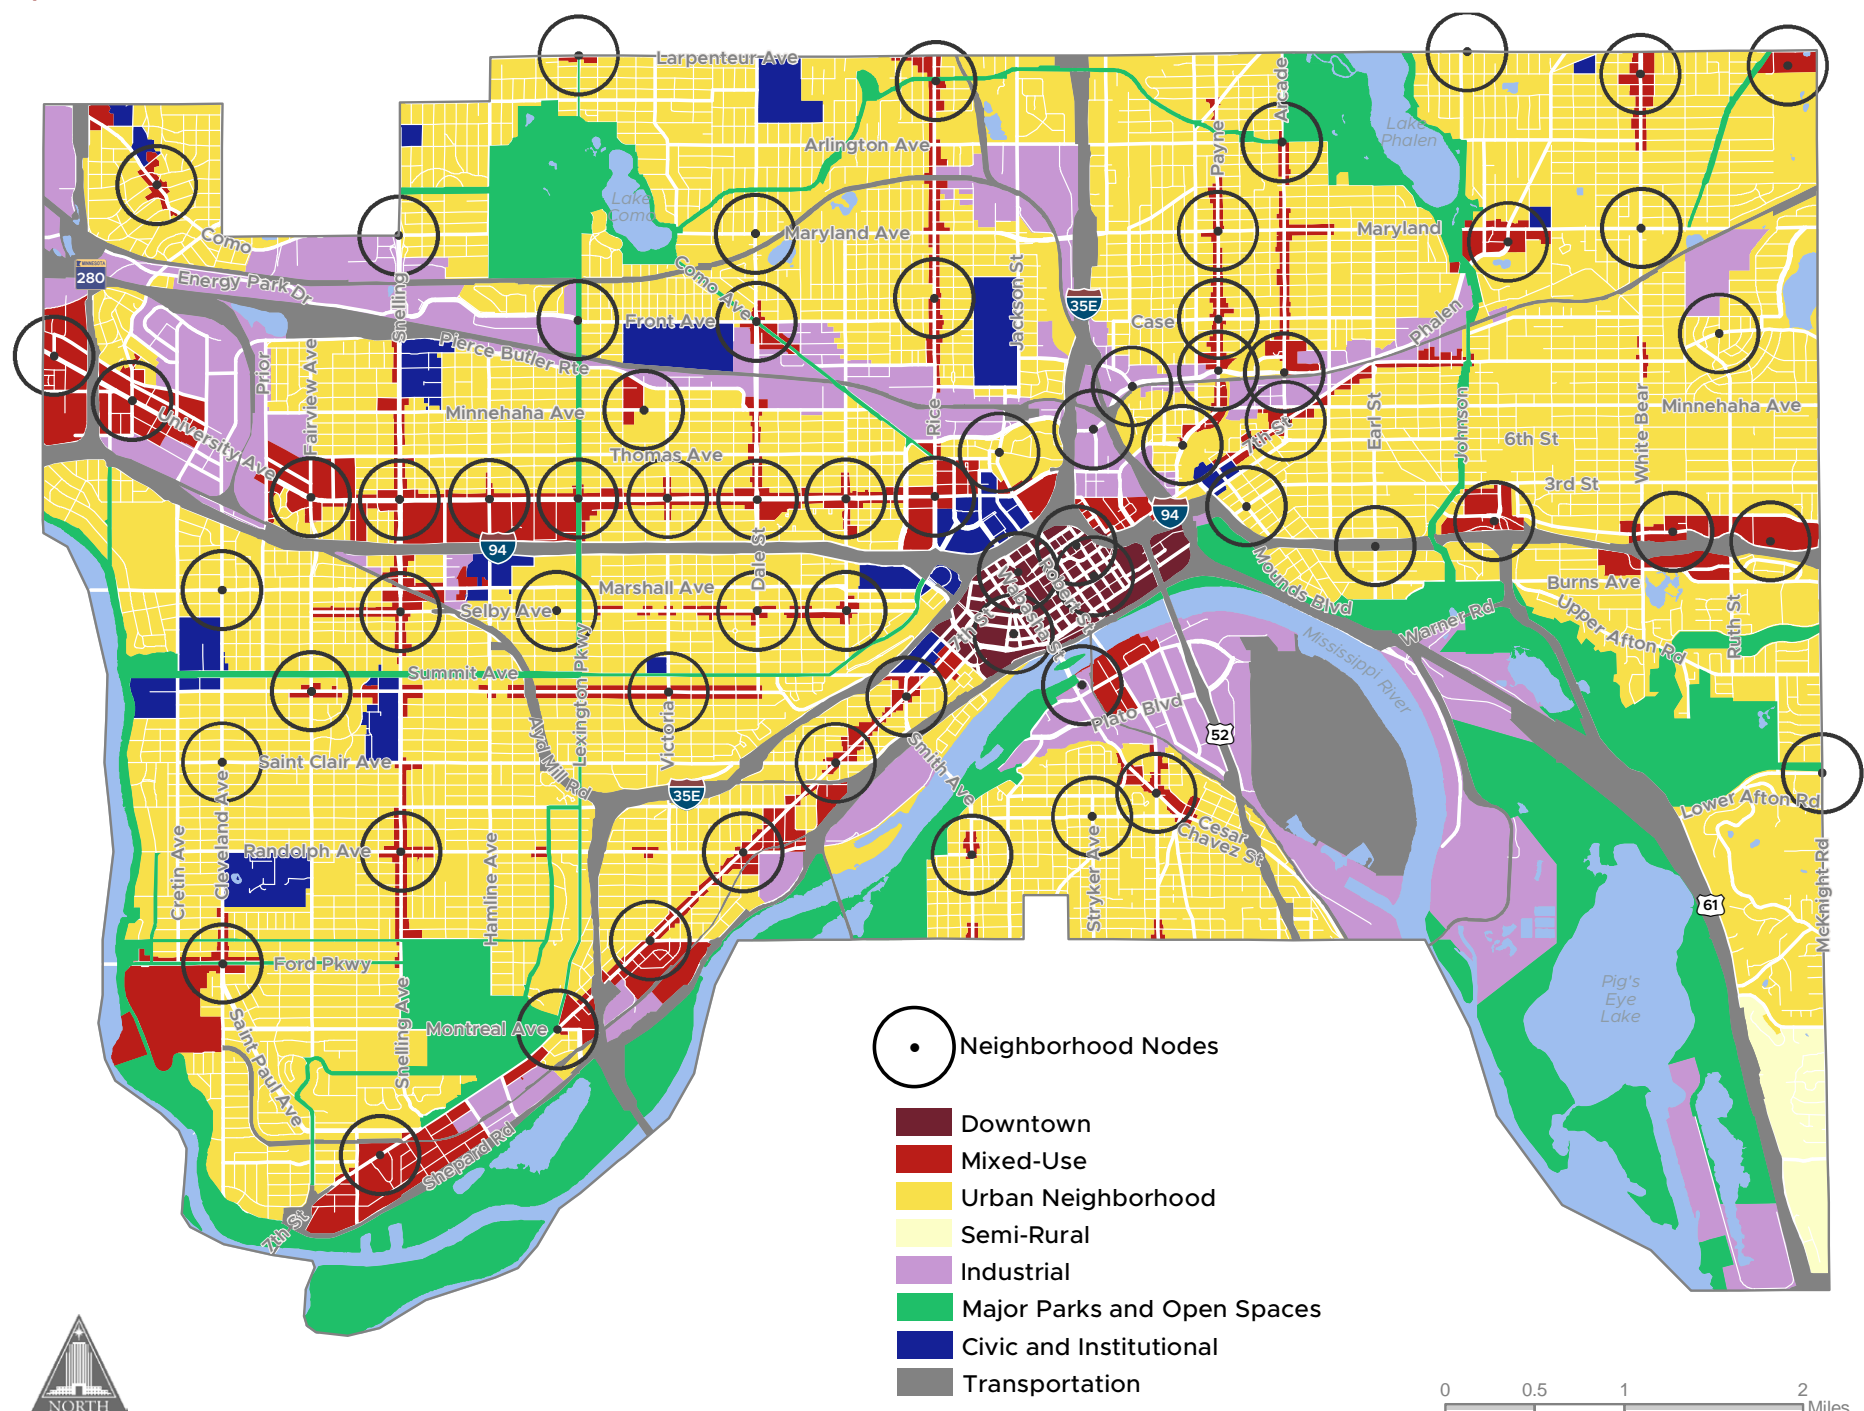 Larpenteur Ave
Arcade
Lake
Phalen
Payne
Arlington Ave
Lake
Como
Maryland Ave
Maryland
Como
280
Energy Park Dr
Snelling
Como Ave
Jackson St
35E
Front Ave
Case
Phalen
Pierce Butler Rte
Prior
Fairview Ave
Minnehaha Ave
Rice
Earl St
Johnson
White Bear
Minnehaha Ave
University Ave
Thomas Ave
7th St
6th St
3rd St
94
94
Dale St
Marshall Ave
Selby Ave
Mounds Blvd
Burns Ave
Wabasha St
Robert St
7th St
Warner Rd
Upper Afton Rd
Ruth St
Mississippi River
Summit Ave
Lexington Pkwy
Victoria
Plato Blvd
52
Aydd Mill Rd
Saint Clair Ave
Smith Ave
35E
Cleveland Ave
Lower Afton Rd
Cretin Ave
Randolph Ave
Hamline Ave
Stryker Ave
Cesar
Chavez St
McKnight Rd
61
Ford Pkwy
Pig's
Eye
Lake
Saint Paul Ave
Snelling Ave
Montreal Ave
Shepard Rd
7th St
Neighborhood Nodes
Downtown
Mixed-Use
Urban Neighborhood
Semi-Rural
Industrial
Major Parks and Open Spaces
Civic and Institutional
Transportation
NORTH
0 0.5 1 2
Miles